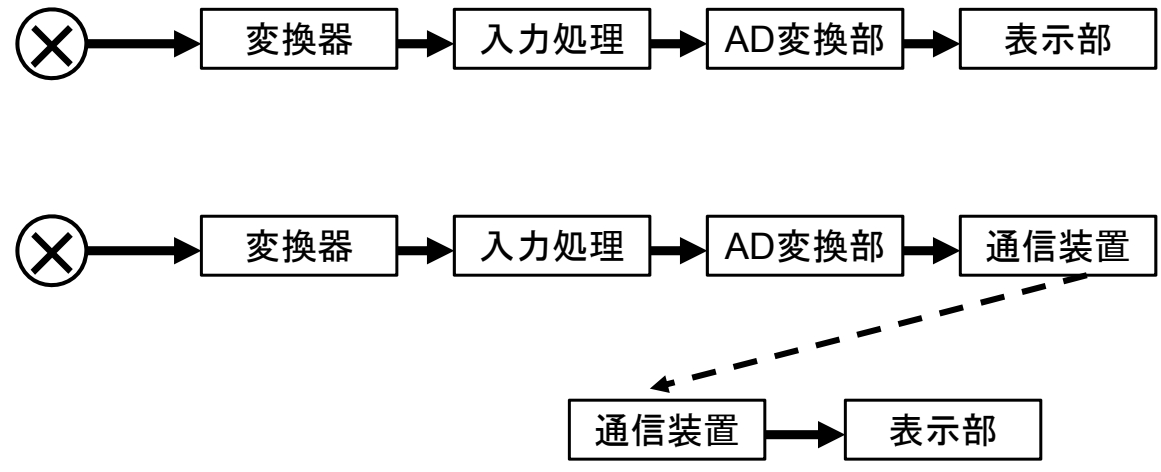 変換器
入力処理
AD変換部
表示部
変換器
入力処理
AD変換部
通信装置
通信装置
表示部